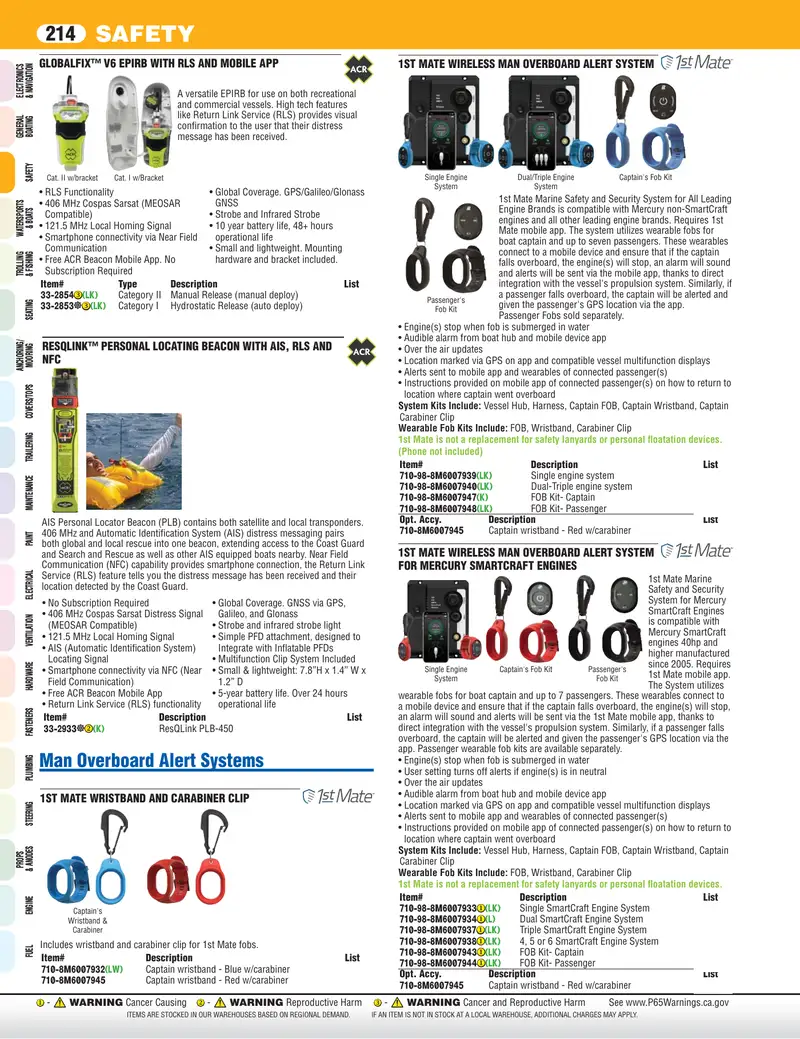 214 SAFETY
ELECTRONICS
& NAVIGATION
GENERAL
BOATING
SAFETY
WATERSPORTS
& BOATS
TROLLING
& FISHING
SEATING
ANCHORING/
MOORING
COVERS/TOPS
TRAILERING
MAINTENANCE
PAINT
ELECTRICAL
VENTILATION
HARDWARE
FASTENERS
PLUMBING
STEERING
PROPS
& ANODES
ENGINE
FUEL
GLOBALFIX™ V6 EPIRB WITH RLS AND MOBILE APP
ACR
A versatile EPIRB for use on both recreational
and commercial vessels. High tech features
like Return Link Service (RLS) provides visual
confirmation to the user that their distress
message has been received.
Cat. II w/bracket
Cat. I w/Bracket
• RLS Functionality
• 406 MHz Cospas Sarsat (MEOSAR
Compatible)
• 121.5 MHz Local Homing Signal
• Smartphone connectivity via Near Field
Communication
• Free ACR Beacon Mobile App. No
Subscription Required
• Global Coverage. GPS/Galileo/Glonass
GNSS
• Strobe and Infrared Strobe
• 10 year battery life, 48+ hours
operational life
• Small and lightweight. Mounting
hardware and bracket included.
Item# Type Description List
33-2854 3(LK) Category II Manual Release (manual deploy)
33-2853 3(LK) Category I Hydrostatic Release (auto deploy)
RESQLINK™ PERSONAL LOCATING BEACON WITH AIS, RLS AND
NFC
ACR
AIS Personal Locator Beacon (PLB) contains both satellite and local transponders.
406 MHz and Automatic Identification System (AIS) distress messaging pairs
both global and local rescue into one beacon, extending access to the Coast Guard
and Search and Rescue as well as other AIS equipped boats nearby. Near Field
Communication (NFC) capability provides smartphone connection, the Return Link
Service (RLS) feature tells you the distress message has been received and their
location detected by the Coast Guard.
• No Subscription Required
• 406 MHz Cospas Sarsat Distress Signal
(MEOSAR Compatible)
• 121.5 MHz Local Homing Signal
• AIS (Automatic Identification System)
Locating Signal
• Smartphone connectivity via NFC (Near
Field Communication)
• Free ACR Beacon Mobile App
• Return Link Service (RLS) functionality
• Global Coverage. GNSS via GPS,
Galileo, and Glonass
• Strobe and infrared strobe light
• Simple PFD attachment, designed to
Integrate with Inflatable PFDs
• Multifunction Clip System Included
• Small & lightweight: 7.8"H x 1.4" W x
1.2" D
• 5-year battery life. Over 24 hours
operational life
Item# Description List
33-2933 2(K) ResQLink PLB-450
Man Overboard Alert Systems
1ST MATE WRISTBAND AND CARABINER CLIP
1st Mate™
Captain's
Wristband &
Carabiner
Includes wristband and carabiner clip for 1st Mate fobs.
Item# Description List
710-8M6007932(LW) Captain wristband - Blue w/carabiner
710-8M6007945 Captain wristband - Red w/carabiner
1ST MATE WIRELESS MAN OVERBOARD ALERT SYSTEM
1st Mate™
Single Engine
System
Dual/Triple Engine
System
Captain's Fob Kit
Passenger's
Fob Kit
1st Mate Marine Safety and Security System for All Leading
Engine Brands is compatible with Mercury non-SmartCraft
engines and all other leading engine brands. Requires 1st
Mate mobile app. The system utilizes wearable fobs for
boat captain and up to seven passengers. These wearables
connect to a mobile device and ensure that if the captain
falls overboard, the engine(s) will stop, an alarm will sound
and alerts will be sent via the mobile app, thanks to direct
integration with the vessel's propulsion system. Similarly, if
a passenger falls overboard, the captain will be alerted and
given the passenger's GPS location via the app.
Passenger Fobs sold separately.
• Engine(s) stop when fob is submerged in water
• Audible alarm from boat hub and mobile device app
• Over the air updates
• Location marked via GPS on app and compatible vessel multifunction displays
• Alerts sent to mobile app and wearables of connected passenger(s)
• Instructions provided on mobile app of connected passenger(s) on how to return to
location where captain went overboard
System Kits Include: Vessel Hub, Harness, Captain FOB, Captain Wristband, Captain
Carabiner Clip
Wearable Fob Kits Include: FOB, Wristband, Carabiner Clip
1st Mate is not a replacement for safety lanyards or personal floatation devices.
(Phone not included)
Item# Description List
710-98-8M6007939(LK) Single engine system
710-98-8M6007940(LK) Dual-Triple engine system
710-98-8M6007947(K) FOB Kit- Captain
710-98-8M6007948(LK) FOB Kit- Passenger
Opt. Accy. Description List
710-8M6007945 Captain wristband - Red w/carabiner
1ST MATE WIRELESS MAN OVERBOARD ALERT SYSTEM
FOR MERCURY SMARTCRAFT ENGINES
1st Mate™
Single Engine
System
Captain's Fob Kit
Passenger's
Fob Kit
1st Mate Marine
Safety and Security
System for Mercury
SmartCraft Engines
is compatible with
Mercury SmartCraft
engines 40hp and
higher manufactured
since 2005. Requires
1st Mate mobile app.
The System utilizes
wearable fobs for boat captain and up to 7 passengers. These wearables connect to
a mobile device and ensure that if the captain falls overboard, the engine(s) will stop,
an alarm will sound and alerts will be sent via the 1st Mate mobile app, thanks to
direct integration with the vessel's propulsion system. Similarly, if a passenger falls
overboard, the captain will be alerted and given the passenger's GPS location via the
app. Passenger wearable fob kits are available separately.
• Engine(s) stop when fob is submerged in water
• User setting turns off alerts if engine(s) is in neutral
• Over the air updates
• Audible alarm from boat hub and mobile device app
• Location marked via GPS on app and compatible vessel multifunction displays
• Alerts sent to mobile app and wearables of connected passenger(s)
• Instructions provided on mobile app of connected passenger(s) on how to return to
location where captain went overboard
System Kits Include: Vessel Hub, Harness, Captain FOB, Captain Wristband, Captain
Carabiner Clip
Wearable Fob Kits Include: FOB, Wristband, Carabiner Clip
1st Mate is not a replacement for safety lanyards or personal floatation devices.
Item# Description List
710-98-8M6007933 1(LK) Single SmartCraft Engine System
710-98-8M6007934 1(L) Dual SmartCraft Engine System
710-98-8M6007937 1(LK) Triple SmartCraft Engine System
710-98-8M6007938 1(LK) 4, 5 or 6 SmartCraft Engine System
710-98-8M6007943 1(LK) FOB Kit- Captain
710-98-8M6007944 1(LK) FOB Kit- Passenger
Opt. Accy. Description List
710-8M6007945 Captain wristband - Red w/carabiner
1 - WARNING Cancer Causing 2 - WARNING Reproductive Harm 3 - WARNING Cancer and Reproductive Harm See www.P65Warnings.ca.gov
ITEMS ARE STOCKED IN OUR WAREHOUSES BASED ON REGIONAL DEMAND. IF AN ITEM IS NOT IN STOCK AT A LOCAL WAREHOUSE, ADDITIONAL CHARGES MAY APPLY.